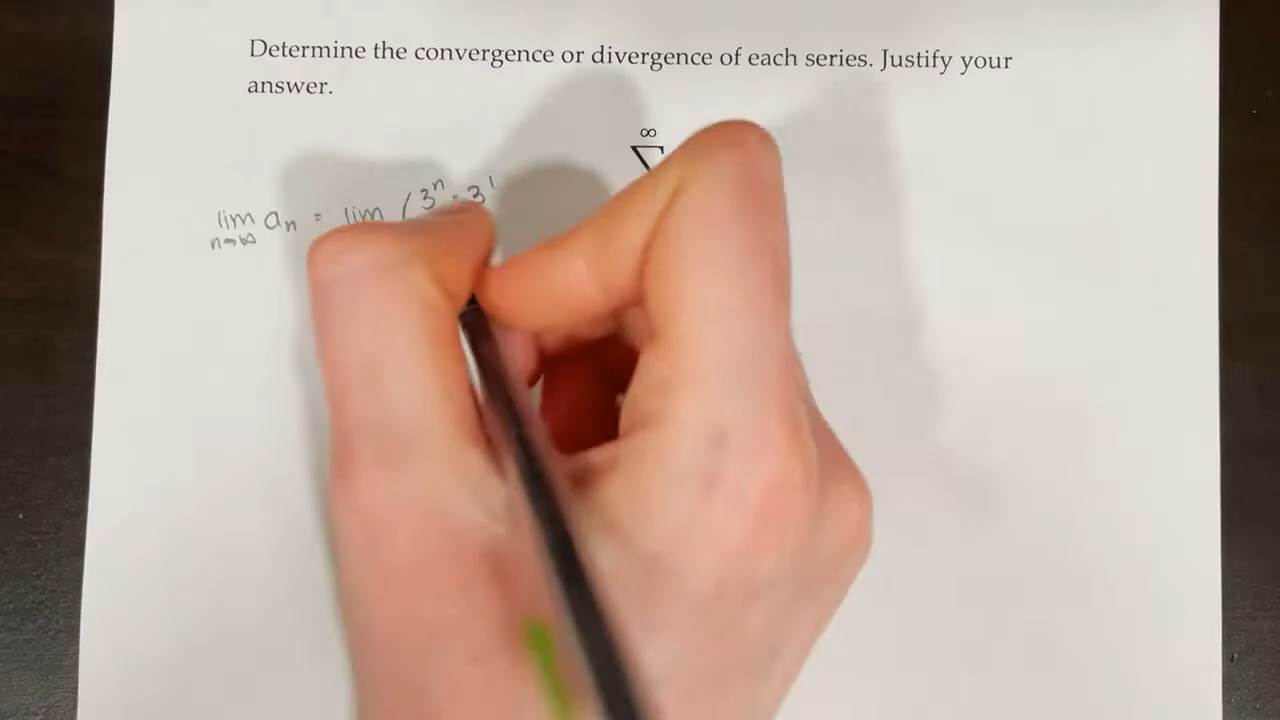 Determine the convergence or divergence of each series. Justify your
answer.
∞
Σ
lim aₙ = lim (3ⁿ · 3¹
n→∞